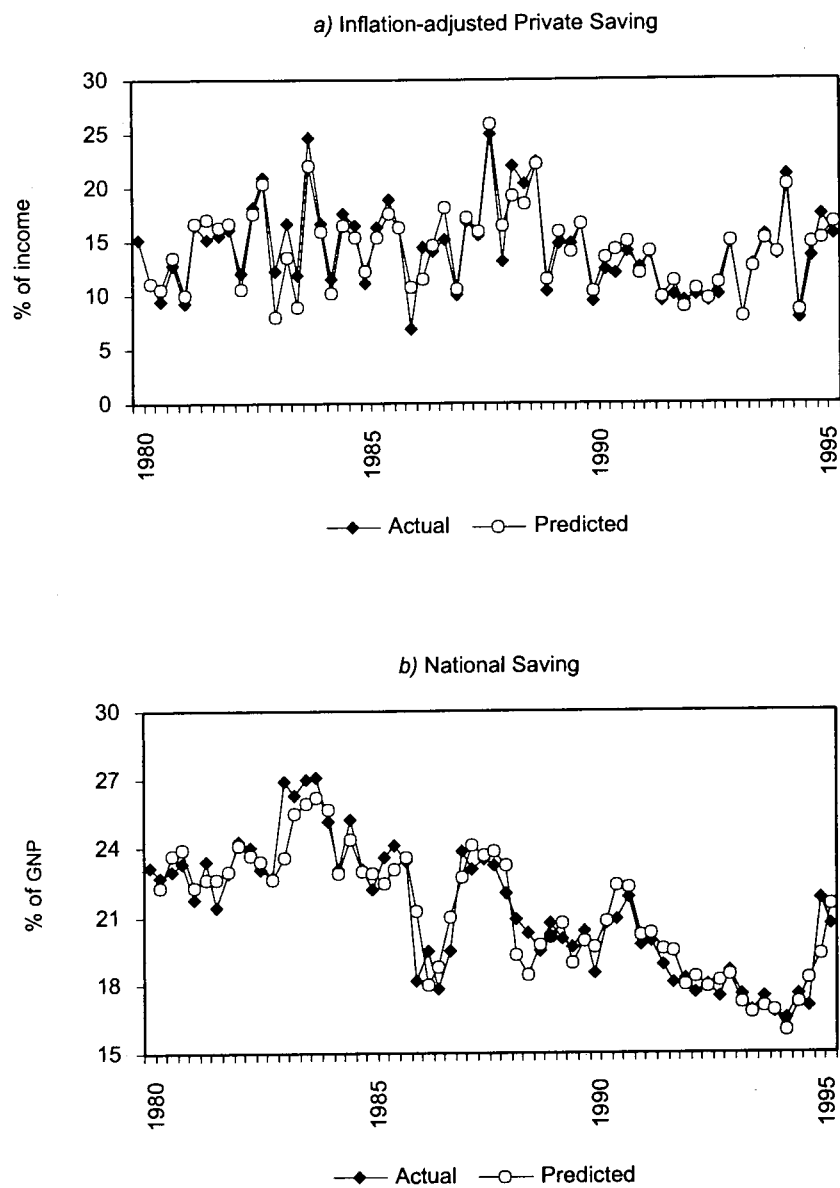 a) Inflation-adjusted Private Saving
30
25
20
15
10
5
0
% of income
1980
1985
1990
1995
Actual
Predicted
b) National Saving
30
27
24
21
18
15
% of GNP
1980
1985
1990
1995
Actual
Predicted